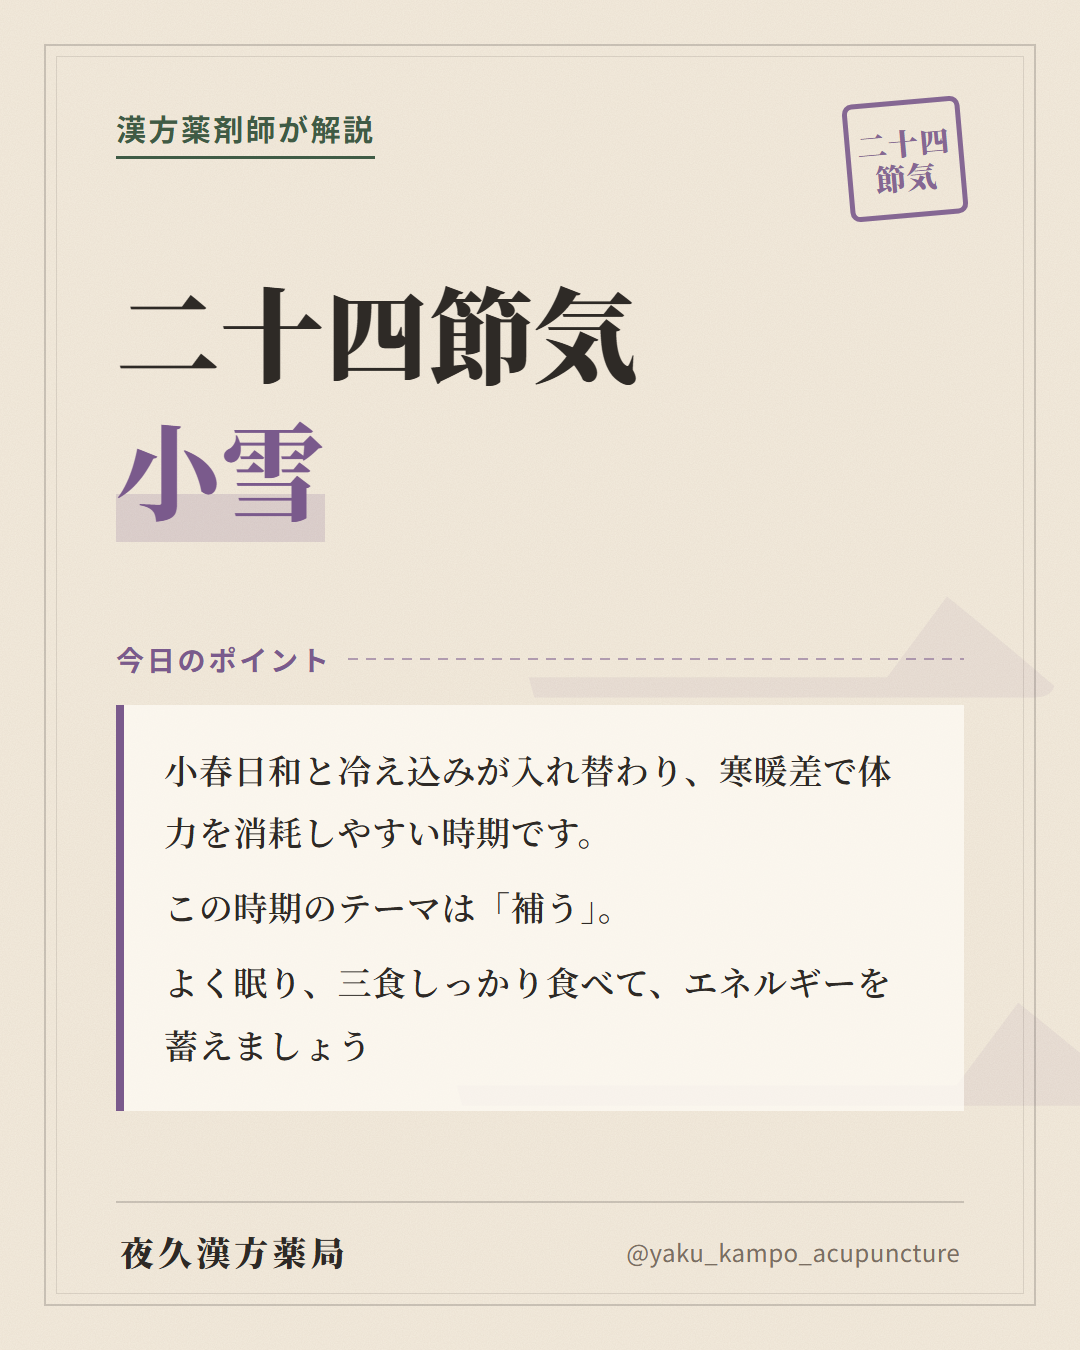 漢方薬剤師が解説
二十四
節気
二十四節気
小雪
今日のポイント
小春日和と冷え込みが入れ替わり、寒暖差で体
力を消耗しやすい時期です。
この時期のテーマは「補う」。
よく眠り、三食しっかり食べて、エネルギーを
蓄えましょう
夜久漢方薬局
@yaku_kampo_acupuncture